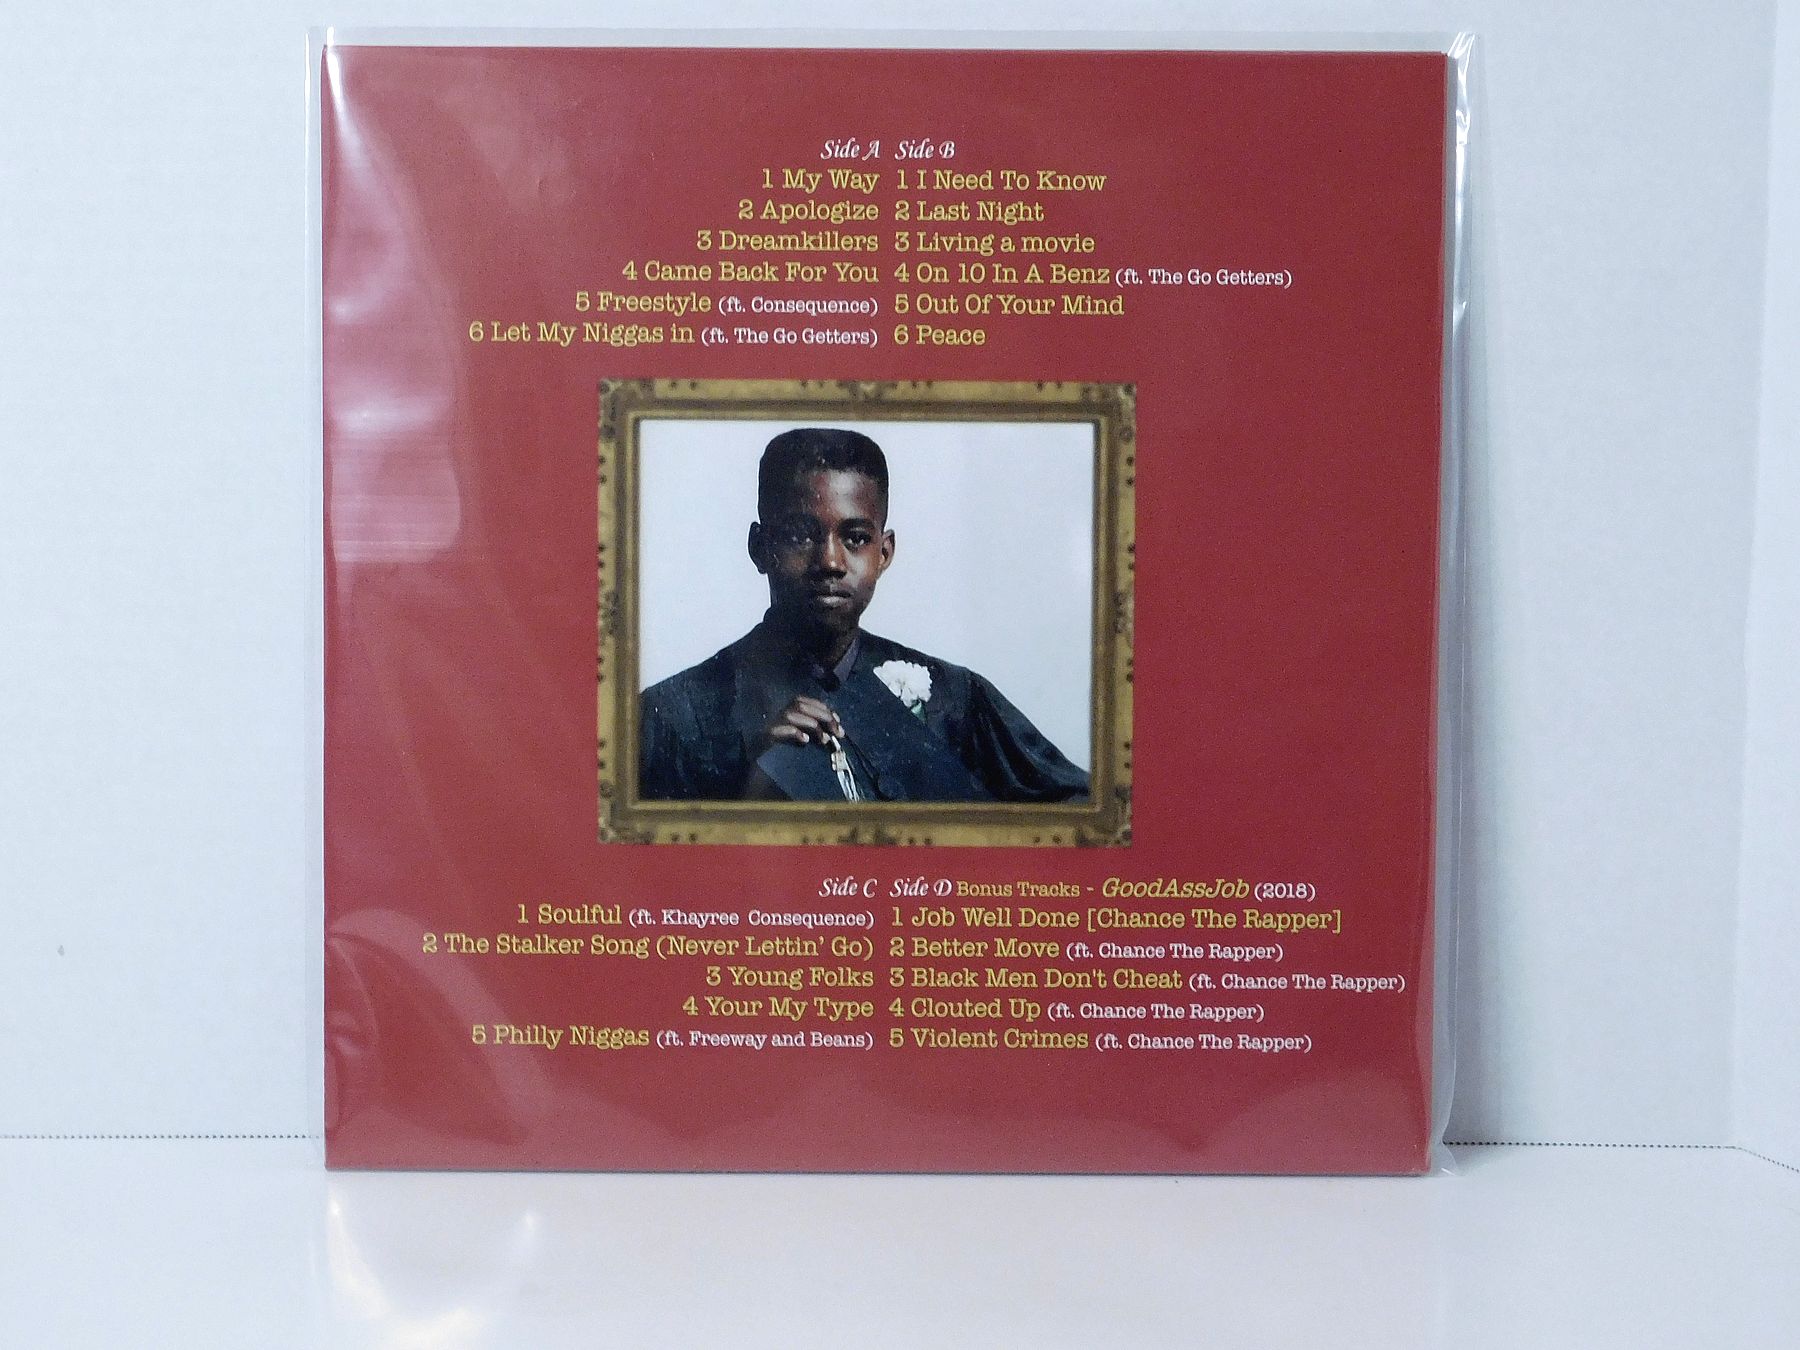 Side A
1 My Way
2 Apologize
3 Dreamkillers
4 Came Back For You
5 Freestyle (ft. Consequence)
6 Let My Niggas in (ft. The Go Getters)
Side B
1 I Need To Know
2 Last Night
3 Living a movie
4 On 10 In A Benz (ft. The Go Getters)
5 Out Of Your Mind
6 Peace
Side C
1 Soulful (ft. Khayree Consequence)
2 The Stalker Song (Never Lettin' Go)
3 Young Folks
4 Your My Type
5 Philly Niggas (ft. Freeway and Beans)
Side D Bonus Tracks - GoodAssJob (2018)
1 Job Well Done [Chance The Rapper]
2 Better Move (ft. Chance The Rapper)
3 Black Men Don't Cheat (ft. Chance The Rapper)
4 Clouted Up (ft. Chance The Rapper)
5 Violent Crimes (ft. Chance The Rapper)